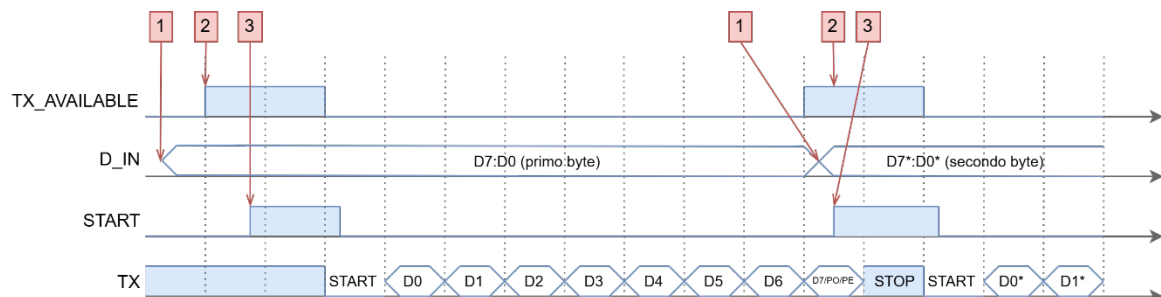 1 2 3 1 2 3
TX_AVAILABLE
D_IN D7:D0 (primo byte) D7*:D0* (secondo byte)
START
TX START D0 D1 D2 D3 D4 D5 D6 D7/PO/PE STOP START D0* D1*